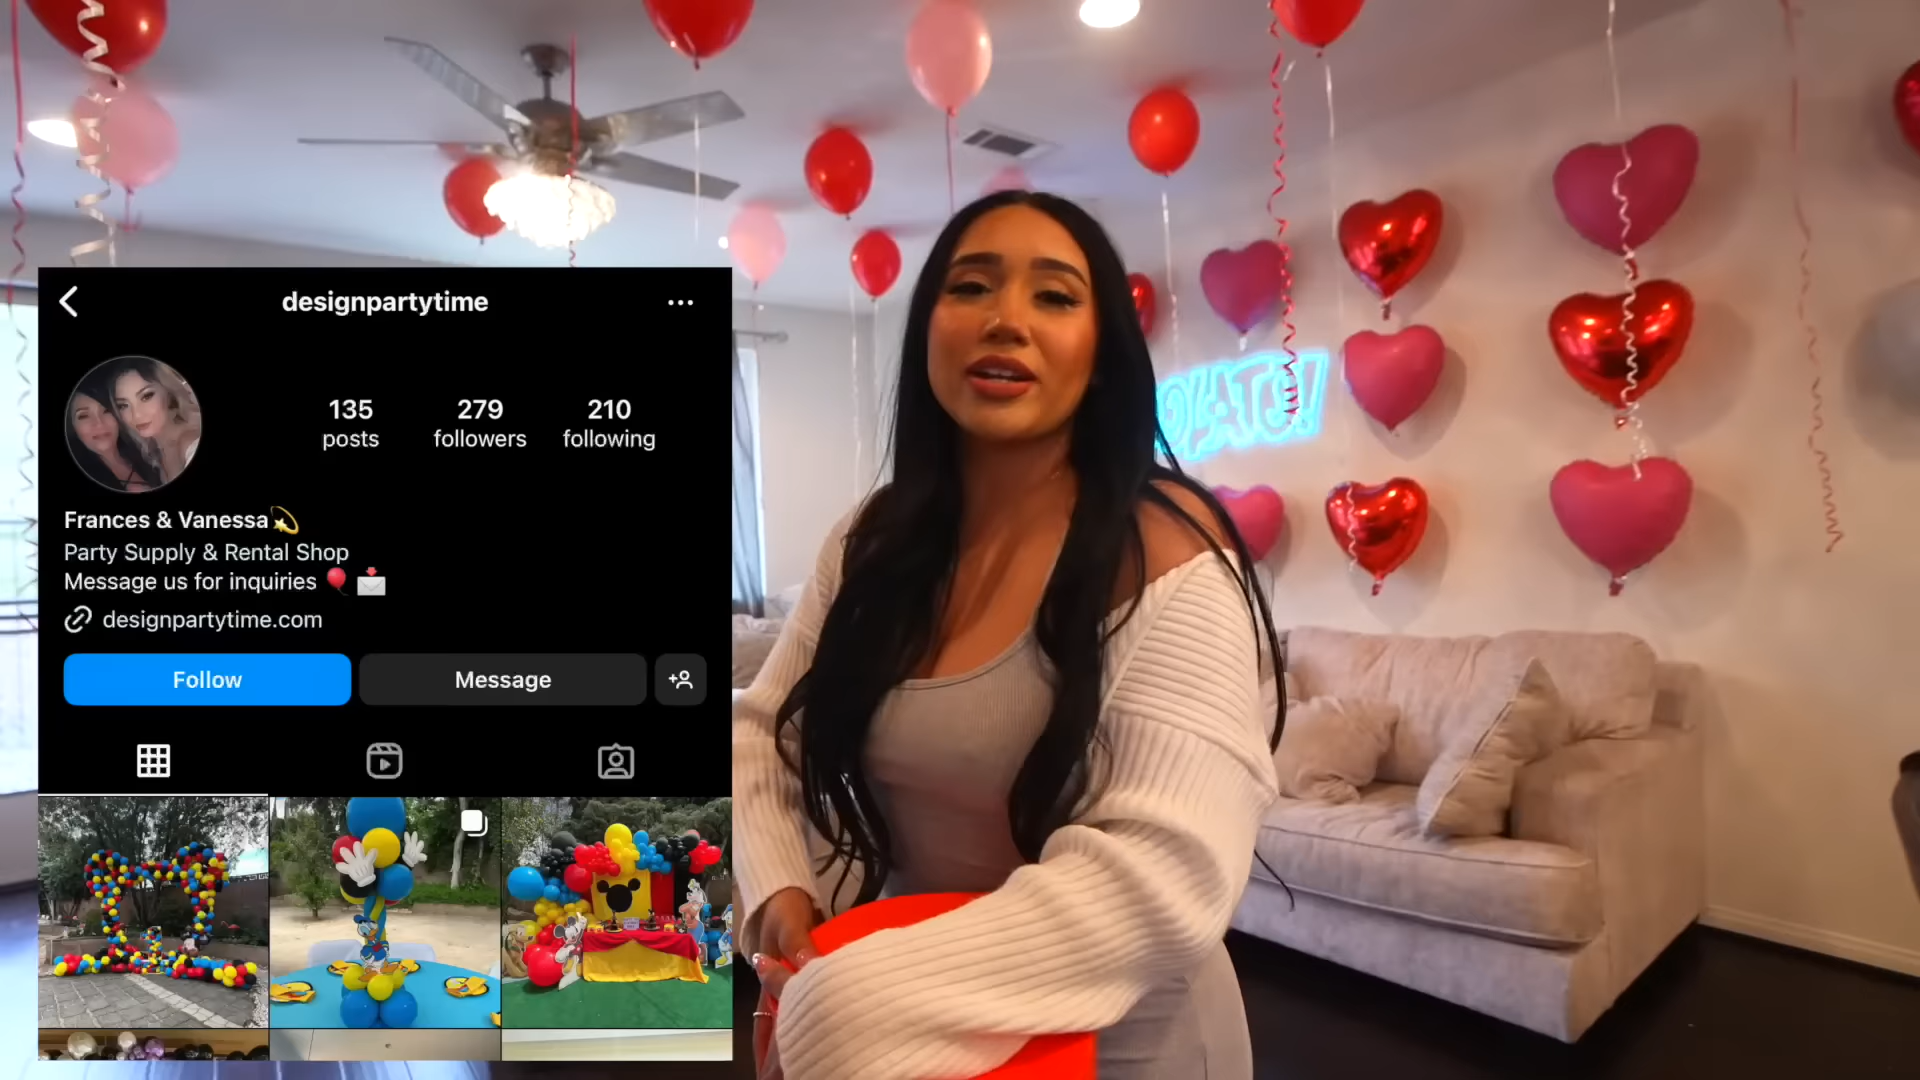 designpartytime
135
279
210
posts
followers
following
Frances & Vanessa
Party Supply & Rental Shop
Message us for inquiries
designpartytime.com
Follow
Message